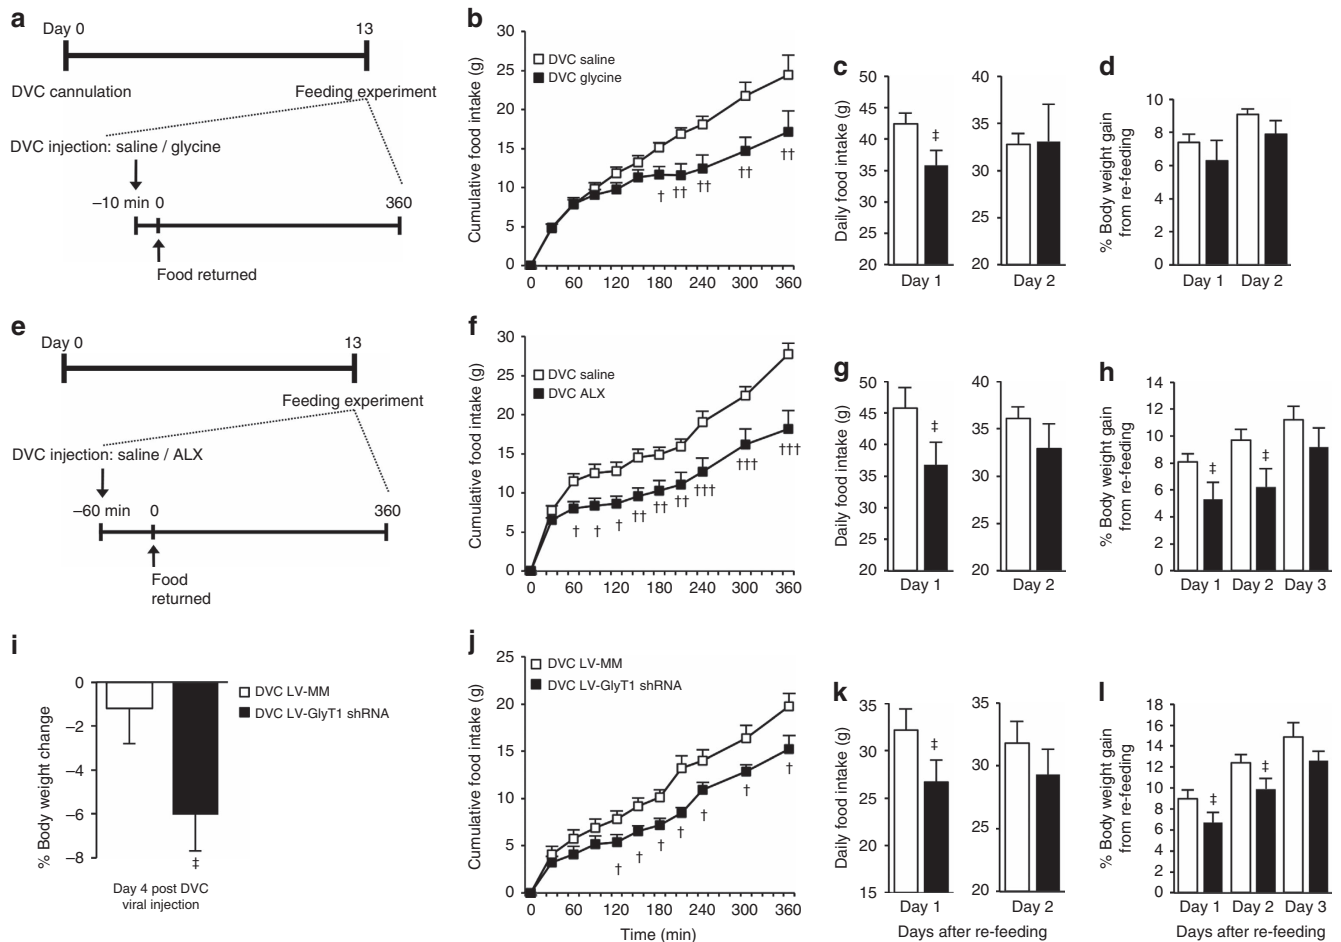 a
Day 0
13
DVC cannulation
Feeding experiment
DVC injection: saline / glycine
–10 min 0
360
Food returned
b
Cumulative food intake (g)
30
25
20
15
10
5
0
DVC saline
DVC glycine
†
††
††
††
††
0 60 120 180 240 300 360
c
Daily food intake (g)
50
45
40
35
30
25
20
‡
Day 1
40
35
30
25
20
Day 2
d
% Body weight gain
from re-feeding
10
8
6
4
2
0
Day 1 Day 2
e
Day 0
13
Feeding experiment
DVC injection: saline / ALX
–60 min
0
360
Food
returned
f
Cumulative food intake (g)
30
25
20
15
10
5
0
DVC saline
DVC ALX
†
†
†
††
††
††
†††
†††
†††
0 60 120 180 240 300 360
g
Daily food intake (g)
50
45
40
35
30
25
20
‡
Day 1
40
35
30
25
20
Day 2
h
% Body weight gain
from re-feeding
14
12
10
8
6
4
2
0
‡
‡
Day 1 Day 2 Day 3
i
% Body weight change
0
–2
–4
–6
–8
DVC LV-MM
DVC LV-GlyT1 shRNA
‡
Day 4 post DVC
viral injection
j
Cumulative food intake (g)
25
20
15
10
5
0
DVC LV-MM
DVC LV-GlyT1 shRNA
†
†
†
†
†
†
†
0 60 120 180 240 300 360
Time (min)
k
Daily food intake (g)
35
30
25
20
15
‡
Day 1
35
30
25
20
Day 2
Days after re-feeding
l
% Body weight gain
from re-feeding
18
16
14
12
10
8
6
4
2
0
‡
‡
Day 1 Day 2 Day 3
Days after re-feeding